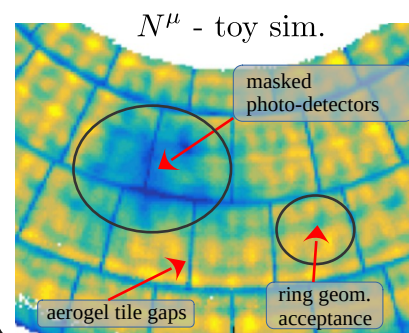 N^μ - toy sim.
masked
photo-detectors
aerogel tile gaps
ring geom.
acceptance